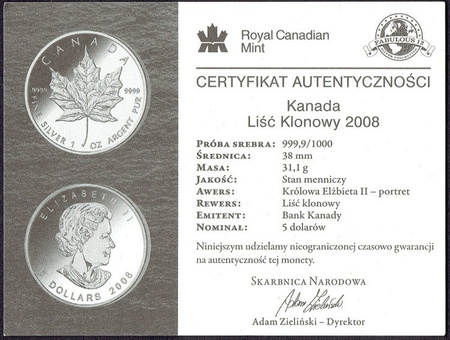 CANADA
9999 9999
FINE SILVER 1 OZ ARGENT PUR
ELIZABETH II
5 DOLLARS 2008
Royal Canadian
Mint
FABULOUS
CERTYFIKAT AUTENTYCZNOŚCI
Kanada
Liść Klonowy 2008
PRÓBA SREBRA: 999,9/1000
ŚREDNICA: 38 mm
MASA: 31,1 g
JAKOŚĆ: Stan menniczy
AWERS: Królowa Elżbieta II – portret
REWERS: Liść klonowy
EMITENT: Bank Kanady
NOMINAŁ: 5 dolarów
Niniejszym udzielamy nieograniczonej czasowo gwarancji
na autentyczność tej monety.
SKARBNICA NARODOWA
Adam Zieliński
Adam Zieliński – Dyrektor